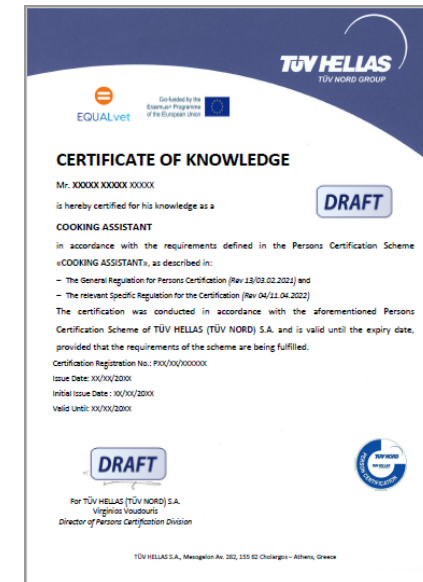 TÜV HELLAS
TÜV NORD GROUP
EQUALvet
Co-funded by the
Erasmus+ Programme
of the European Union
CERTIFICATE OF KNOWLEDGE
Mr. XXXXX XXXXX XXXXX
is hereby certified for his knowledge as a
DRAFT
COOKING ASSISTANT
in accordance with the requirements defined in the Persons Certification Scheme
«COOKING ASSISTANT», as described in:
– The General Regulation for Persons Certification (Rev 13/03.02.2021) and
– The relevant Specific Regulation for the Certification (Rev 04/11.04.2022)
The certification was conducted in accordance with the aforementioned Persons
Certification Scheme of TÜV HELLAS (TÜV NORD) S.A. and is valid until the expiry date,
provided that the requirements of the scheme are being fulfilled.
Certification Registration No.: PXX/XX/XXXXXX
Issue Date: XX/XX/20XX
Initial Issue Date : XX/XX/20XX
Valid Until: XX/XX/20XX
DRAFT
TUV NORD
TUV HELLAS
PERSON CERTIFICATION
For TÜV HELLAS (TÜV NORD) S.A.
Virginios Voudouris
Director of Persons Certification Division
TÜV HELLAS S.A., Mesogeion Av. 282, 155 62 Cholargos – Athens, Greece